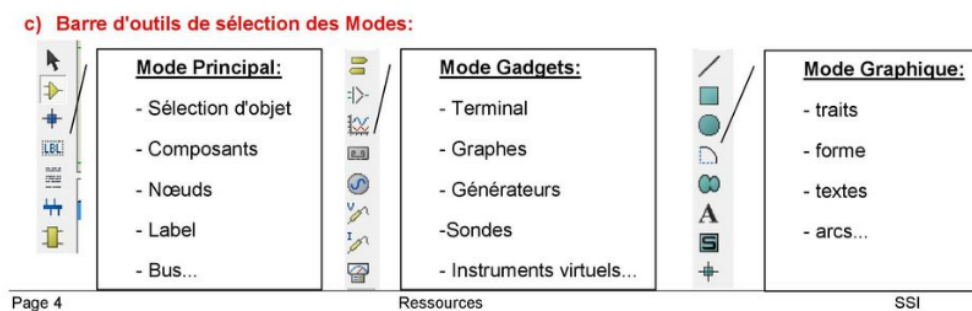 c) Barre d'outils de sélection des Modes:
LBL
Mode Principal:
- Sélection d'objet
- Composants
- Nœuds
- Label
- Bus...
V
I
Mode Gadgets:
- Terminal
- Graphes
- Générateurs
-Sondes
- Instruments virtuels...
A
S
Mode Graphique:
- traits
- forme
- textes
- arcs...
Page 4
Ressources
SSI